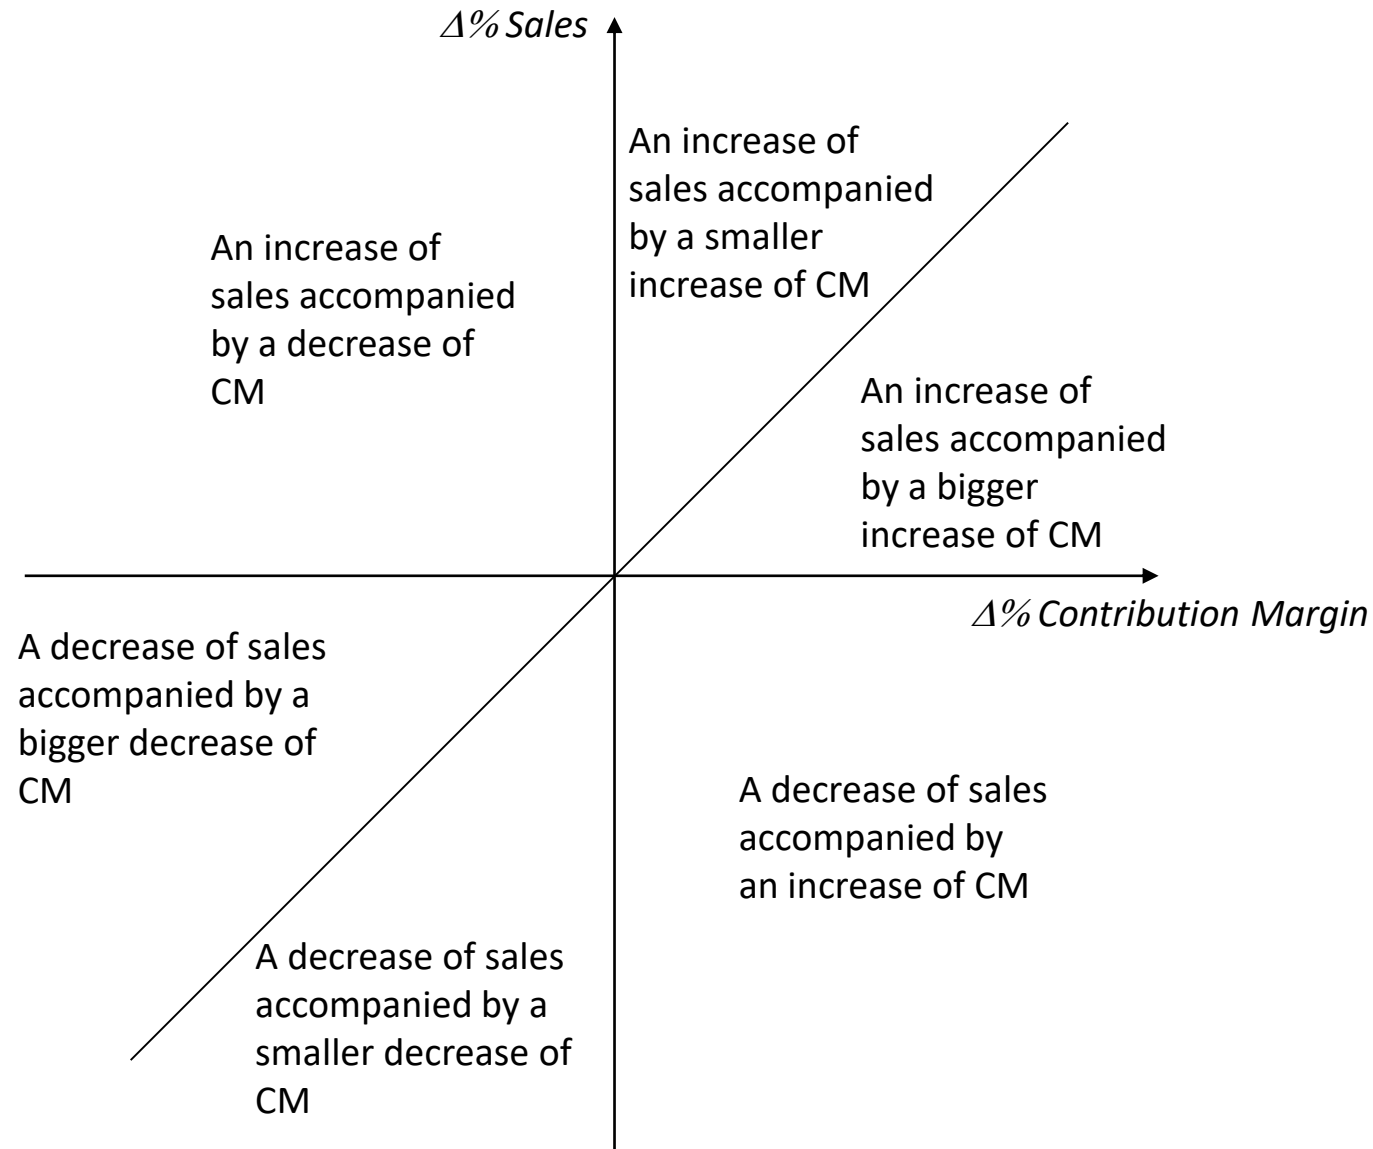 Δ% Sales
An increase of
sales accompanied
by a smaller
increase of CM
An increase of
sales accompanied
by a decrease of
CM
An increase of
sales accompanied
by a bigger
increase of CM
Δ% Contribution Margin
A decrease of sales
accompanied by a
bigger decrease of
CM
A decrease of sales
accompanied by
an increase of CM
A decrease of sales
accompanied by a
smaller decrease of
CM